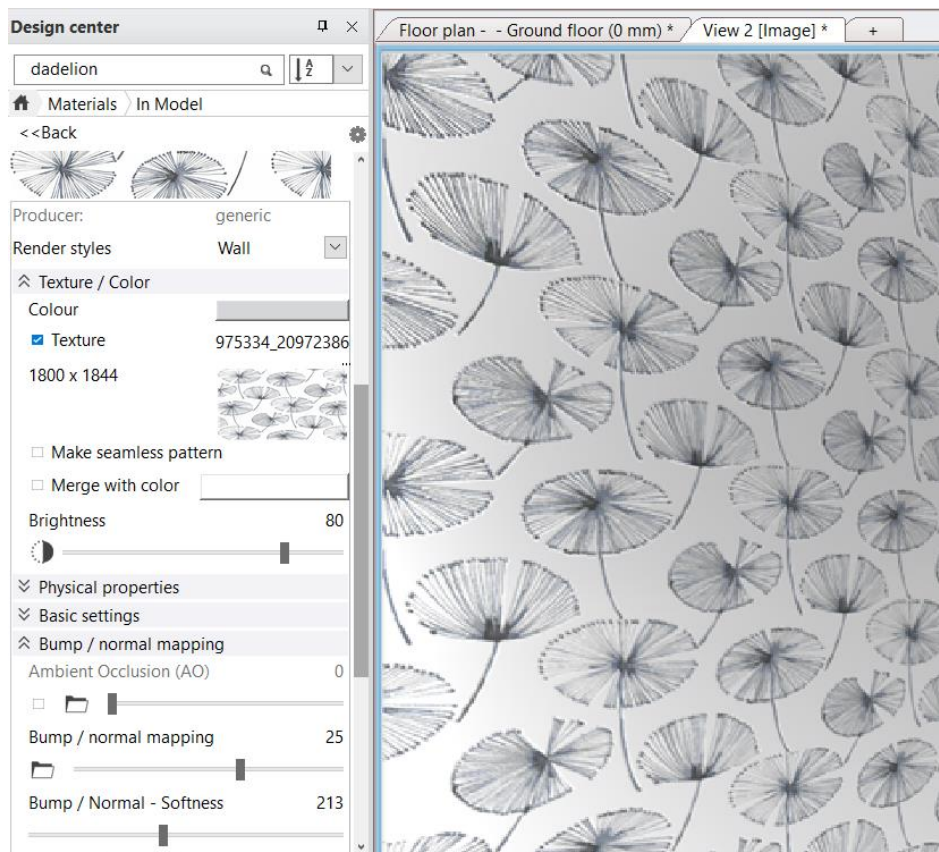 Design center
Floor plan - - Ground floor (0 mm) *
View 2 [Image] *
+
dadelion
A
Z
Materials
In Model
<<Back
Producer: generic
Render styles Wall
Texture / Color
Colour
Texture 975334_20972386
...
1800 x 1844
Make seamless pattern
Merge with color
Brightness 80
Physical properties
Basic settings
Bump / normal mapping
Ambient Occlusion (AO) 0
Bump / normal mapping 25
Bump / Normal - Softness 213